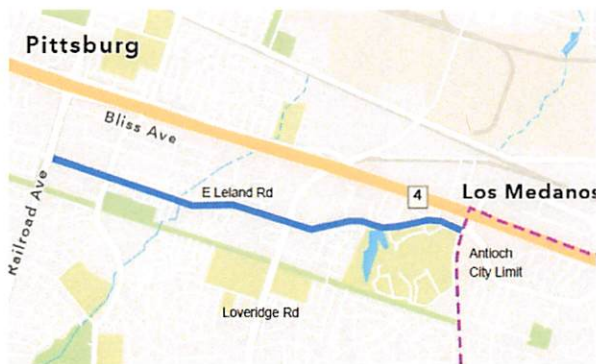 Pittsburg
Bliss Ave
Railroad Ave
E Leland Rd
4
Los Medanos
Antioch
City Limit
Loveridge Rd